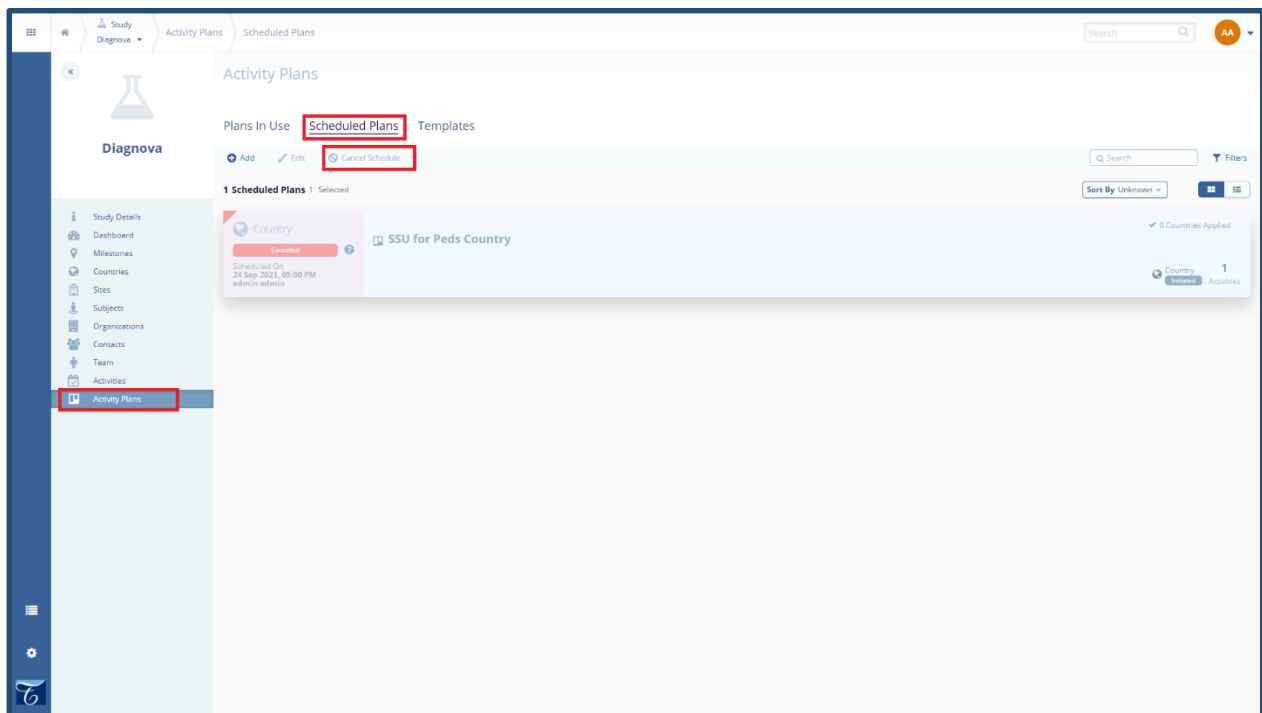 Study
Diagnova
Activity Plans
Scheduled Plans
Search
AA
Activity Plans
Plans In Use
Scheduled Plans
Templates
Diagnova
Add
Edit
Cancel Schedule
Search
Filters
1 Scheduled Plans 1 Selected
Sort By Unknown
Study Details
Dashboard
Milestones
Countries
Sites
Subjects
Organizations
Contacts
Team
Activities
Activity Plans
Country
Cancelled
?
Scheduled On
24 Sep 2021, 05:00 PM
admin admin
SSU for Peds Country
0 Countries Applied
Country
Initiated
1
Activities